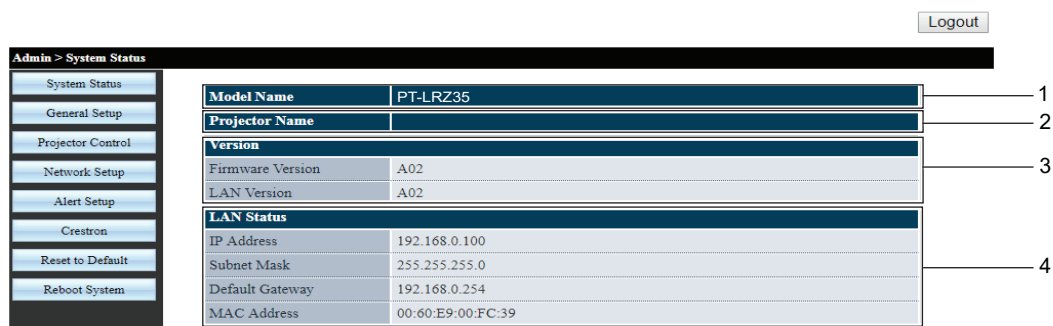 Logout
Admin > System Status
System Status
General Setup
Projector Control
Network Setup
Alert Setup
Crestron
Reset to Default
Reboot System
Model Name PT-LRZ35 1
Projector Name 2
Version
Firmware Version A02 3
LAN Version A02
LAN Status
IP Address 192.168.0.100
Subnet Mask 255.255.255.0 4
Default Gateway 192.168.0.254
MAC Address 00:60:E9:00:FC:39